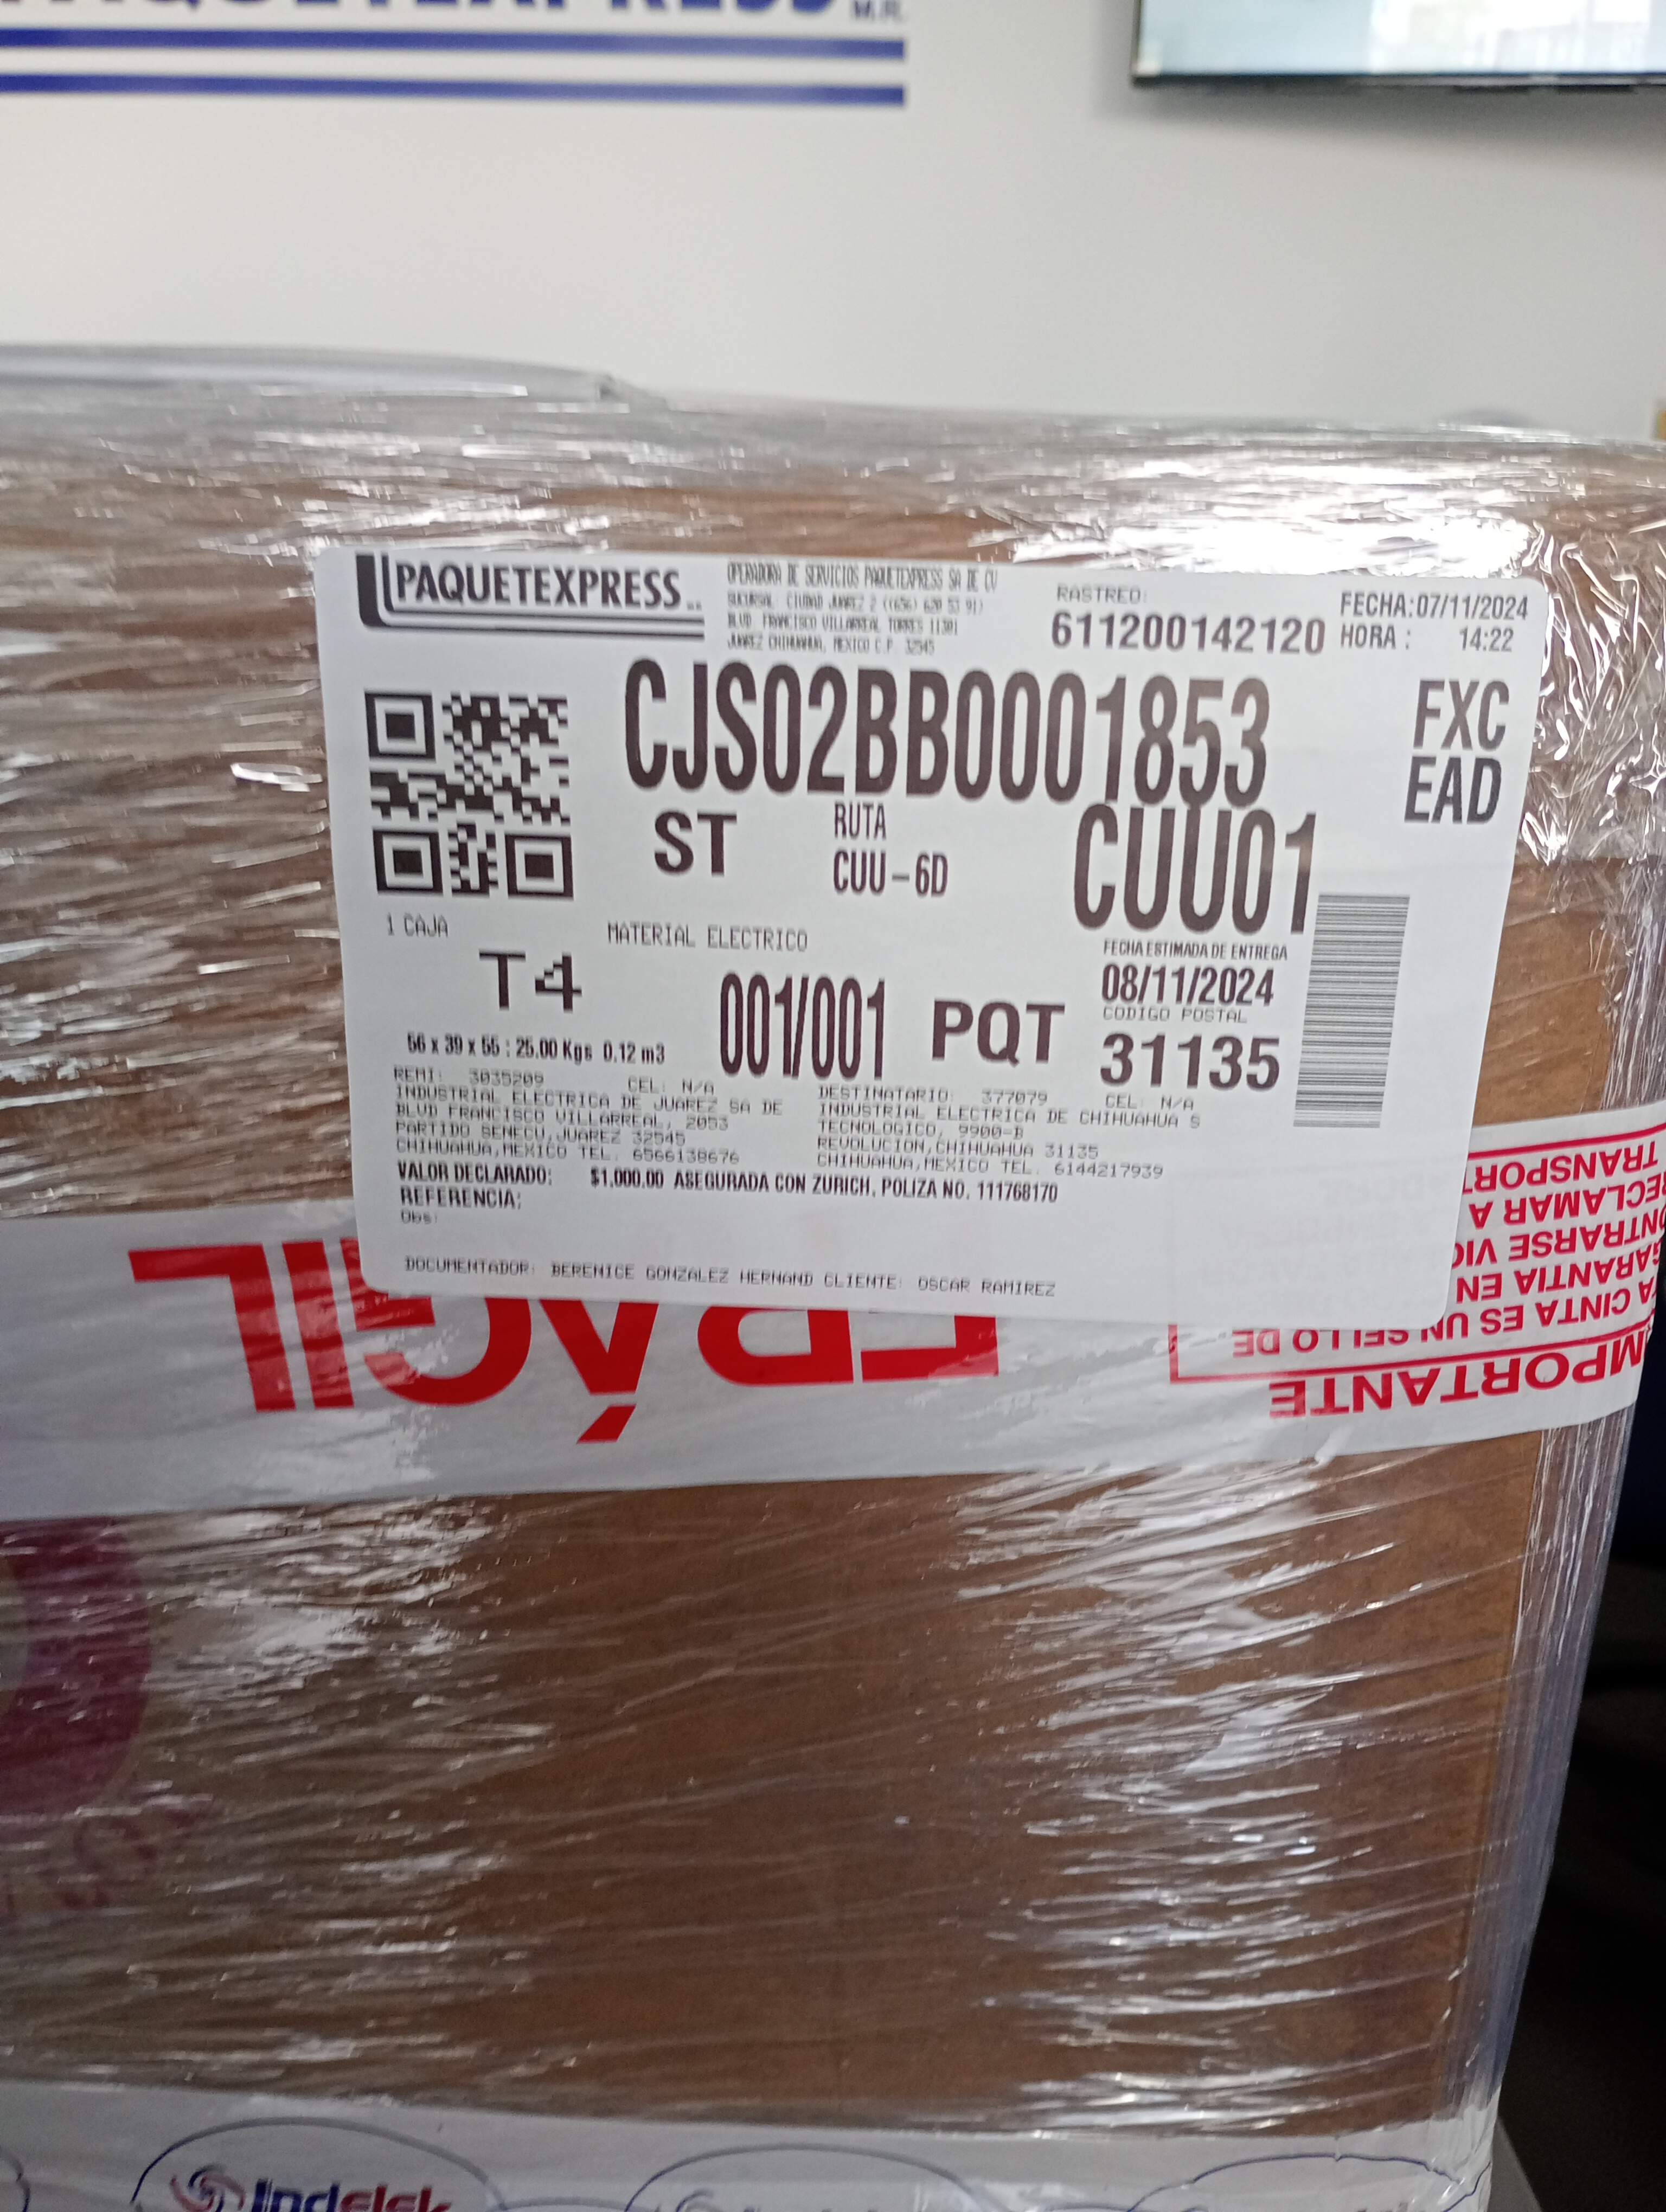 PAQUETEXPRESS M.R.
PAQUETEXPRESS
OPERADORA DE SERVICIOS PAQUETEXPRESS SA DE CV
SUCURSAL: CIUDAD JUAREZ 2 ((656) 620 53 91)
BLVD FRANCISCO VILLARREAL TORRES 11301
JUAREZ CHIHUAHUA, MEXICO C.P. 32545
RASTREO:
611200142120
FECHA:07/11/2024
HORA : 14:22
CJS02BB0001853
FXC
EAD
ST
RUTA
CUU-6D
CUU01
1 CAJA
MATERIAL ELECTRICO
T4
001/001
PQT
FECHA ESTIMADA DE ENTREGA
08/11/2024
CODIGO POSTAL
31135
56 x 39 x 55 : 25.00 Kgs 0.12 m3
REMI: 3035209 CEL: N/A
INDUSTRIAL ELECTRICA DE JUAREZ SA DE
BLVD FRANCISCO VILLARREAL, 2053
PARTIDO SENECU,JUAREZ 32545
CHIHUAHUA,MEXICO TEL. 6566138676
DESTINATARIO: 377079 CEL: N/A
INDUSTRIAL ELECTRICA DE CHIHUAHUA S
TECNOLOGICO, 9900-B
REVOLUCION,CHIHUAHUA 31135
CHIHUAHUA,MEXICO TEL. 6144217939
VALOR DECLARADO: $1,000.00 ASEGURADA CON ZURICH. POLIZA NO. 111768170
REFERENCIA;
Obs:
DOCUMENTADOR: BERENICE GONZALEZ HERNAND CLIENTE: OSCAR RAMIREZ
FRÁGIL
IMPORTANTE
TA CINTA ES UN SELLO DE
GARANTIA EN
ONTRARSE VIO
RECLAMAR A
TRANSPORT
Indelek